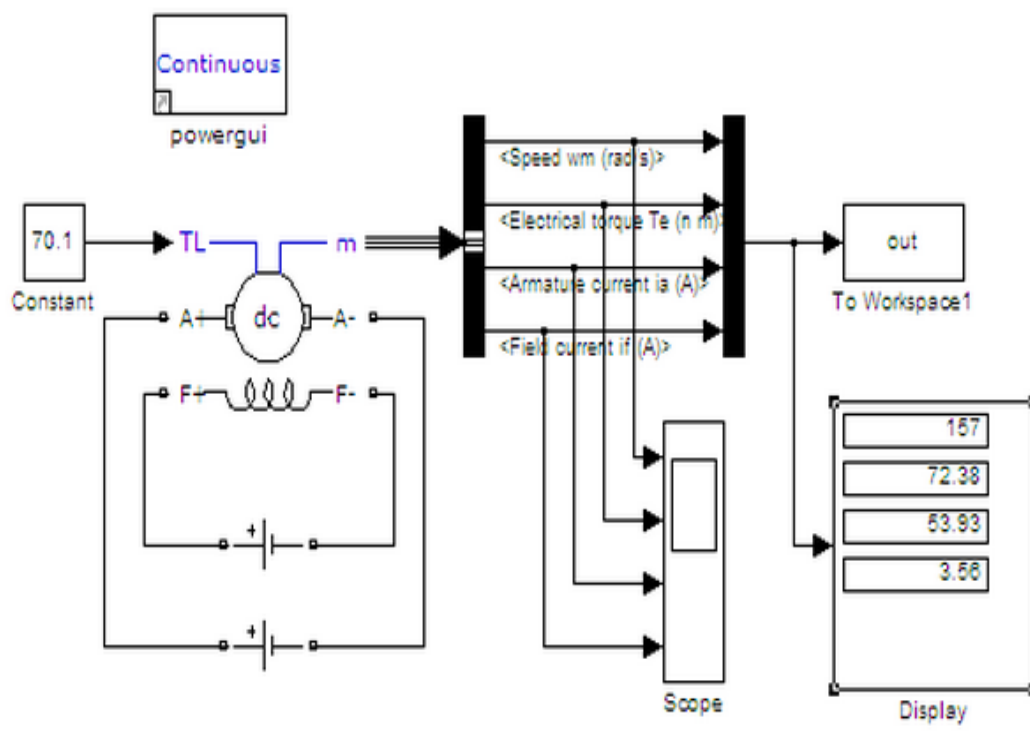 Continuous
powergui
<Speed wm (rad/s)>
<Electrical torque Te (n m)>
<Armature current ia (A)>
<Field current if (A)>
70.1
Constant
TL
m
A+
dc
A-
F+
F-
+
+
out
To Workspace1
157
72.38
53.93
3.56
Scope
Display